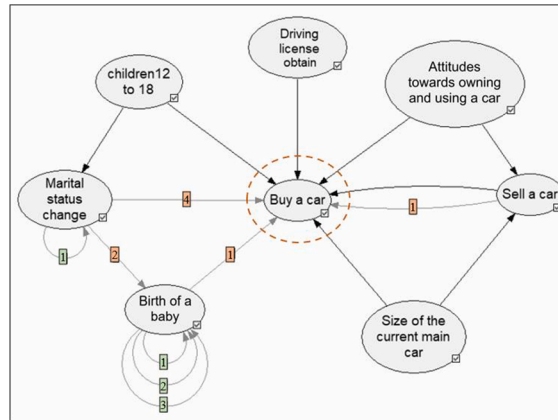 Driving
license
obtain
children12
to 18
Attitudes
towards owning
and using a car
Marital
status
change
4
Buy a car
1
Sell a car
1
2
1
Birth of a
baby
1
2
3
Size of the
current main
car